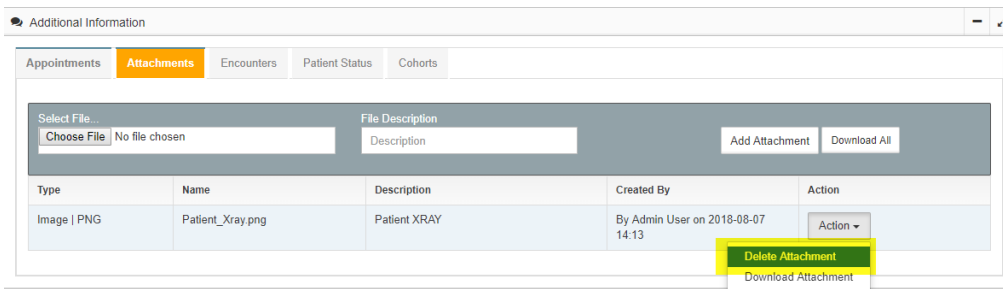 Additional Information
Appointments Attachments Encounters Patient Status Cohorts
Select File... File Description
Choose File No file chosen Description Add Attachment Download All
Type Name Description Created By Action
Image | PNG Patient_Xray.png Patient XRAY By Admin User on 2018-08-07 Action
14:13
Delete Attachment
Download Attachment